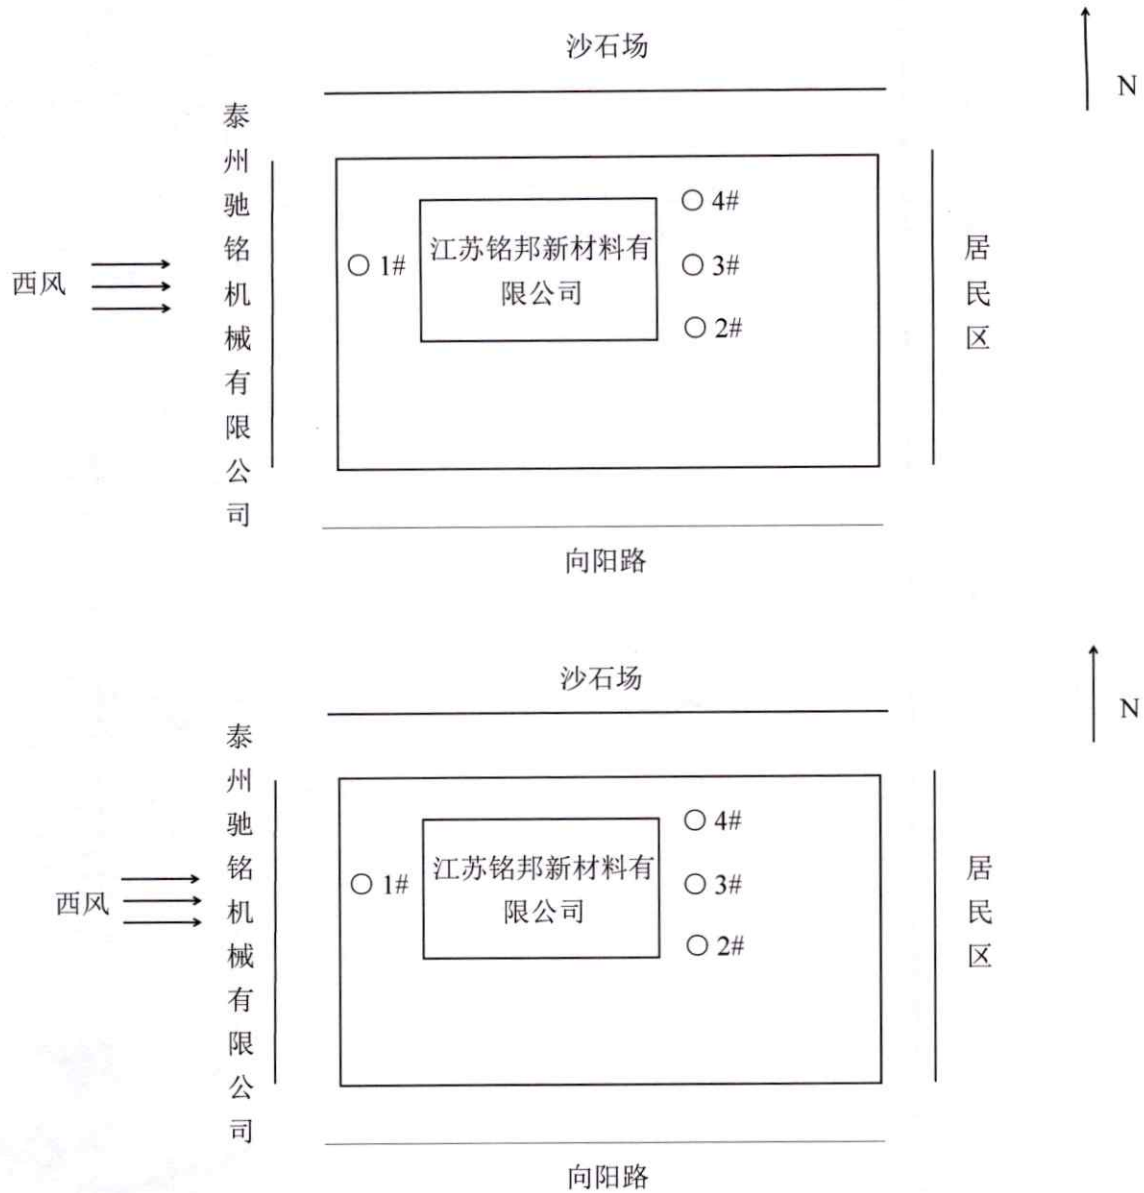 沙石场
N
泰州驰铭机械有限公司
西风
1#
江苏铭邦新材料有
限公司
4#
3#
2#
居民区
向阳路
沙石场
N
泰州驰铭机械有限公司
西风
1#
江苏铭邦新材料有
限公司
4#
3#
2#
居民区
向阳路